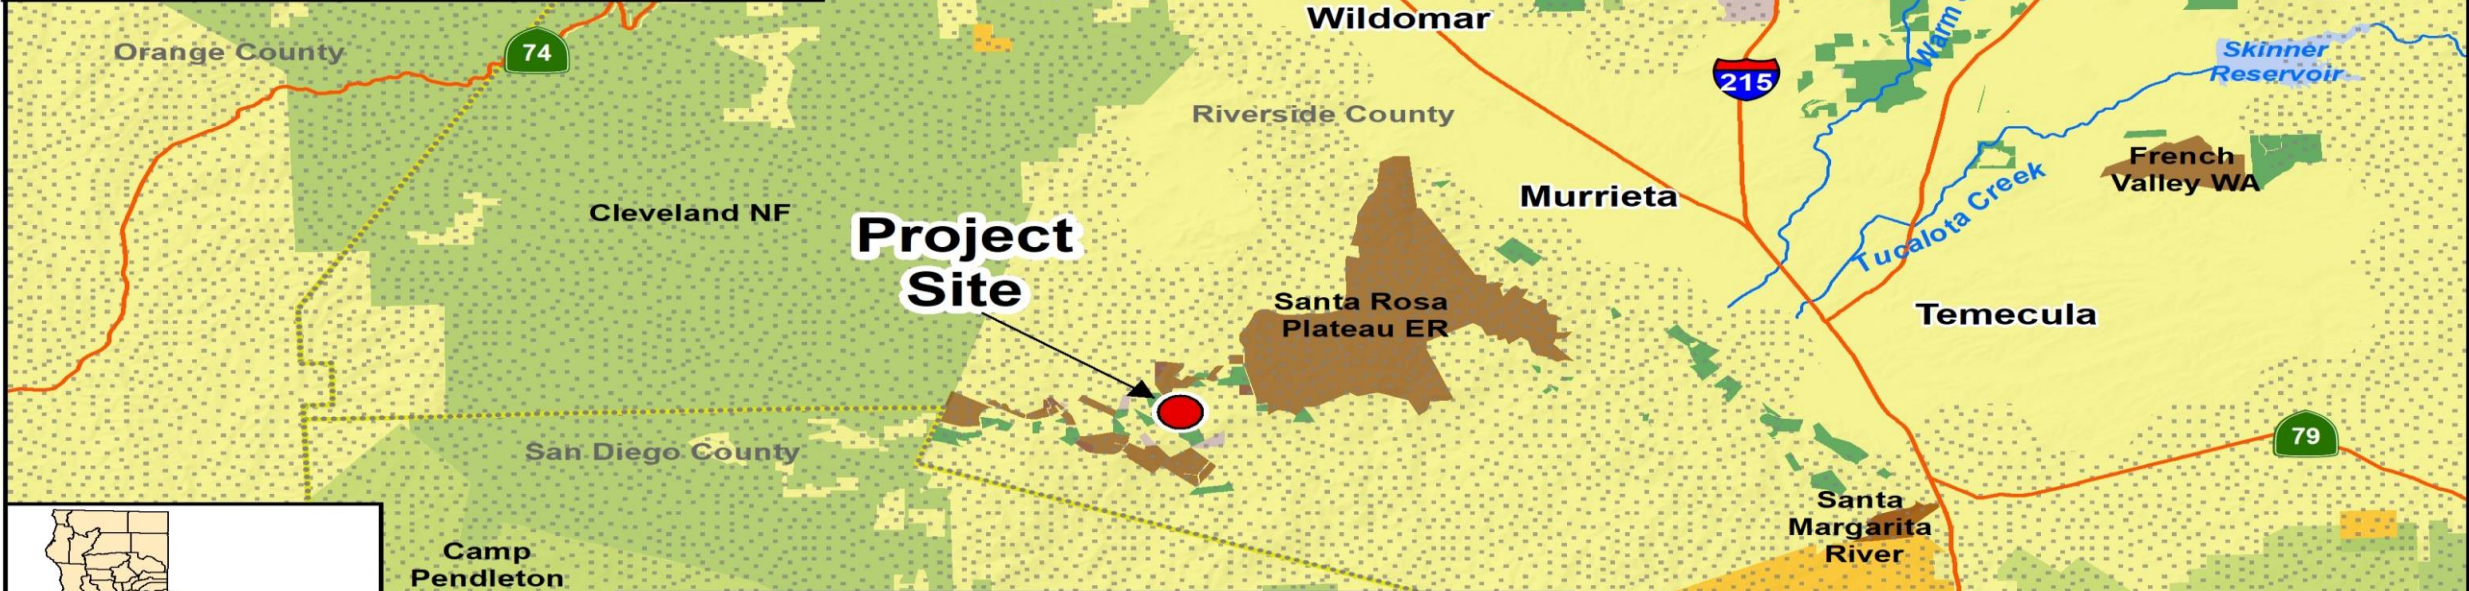 Wildomar
Orange County
74
215
Warm
Skinner
Reservoir
Riverside County
French
Valley WA
Murrieta
Cleveland NF
Tucalota Creek
Project
Site
Santa Rosa
Plateau ER
Temecula
79
San Diego County
Santa
Margarita
River
Camp
Pendleton